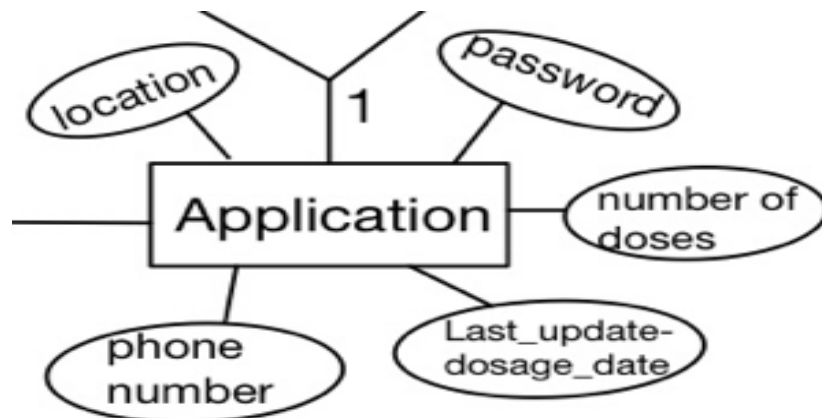 location
1
password
Application
number of
doses
phone
number
Last_update-
dosage_date